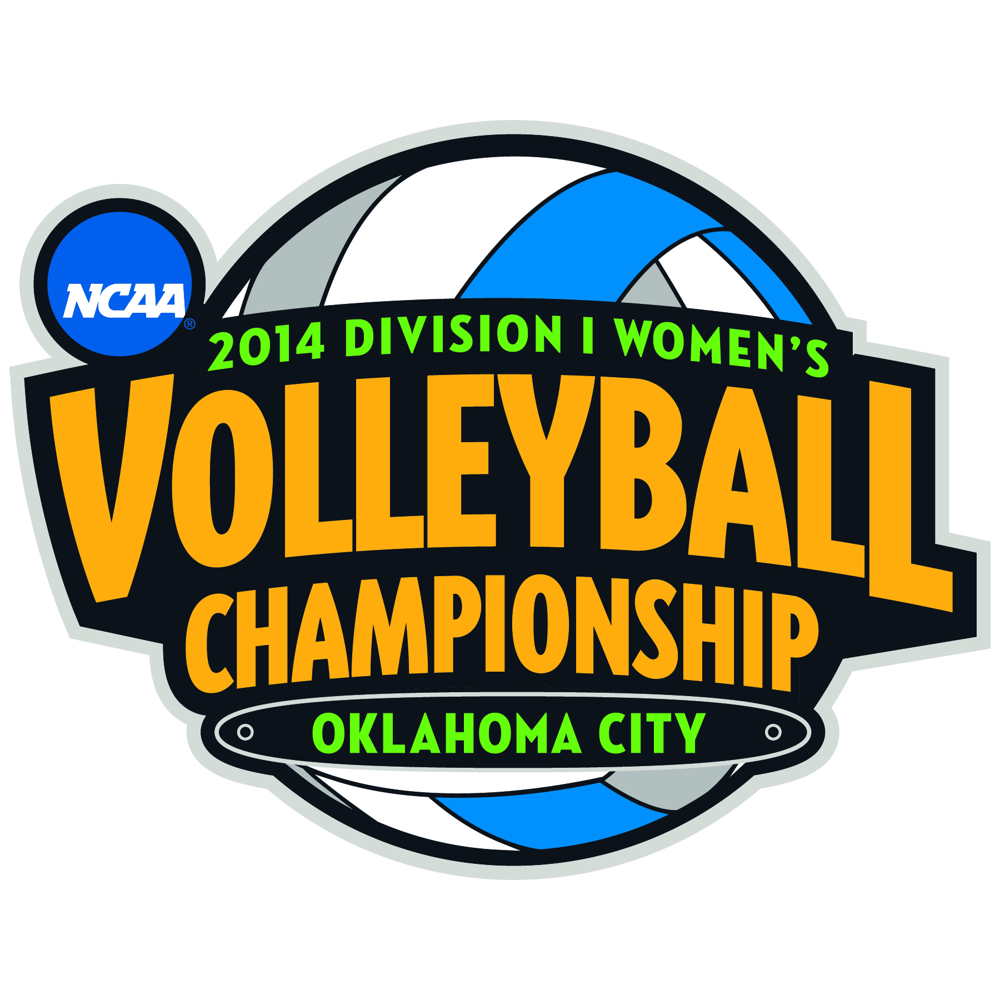 NCAA®
2014 DIVISION I WOMEN'S
VOLLEYBALL
CHAMPIONSHIP
OKLAHOMA CITY